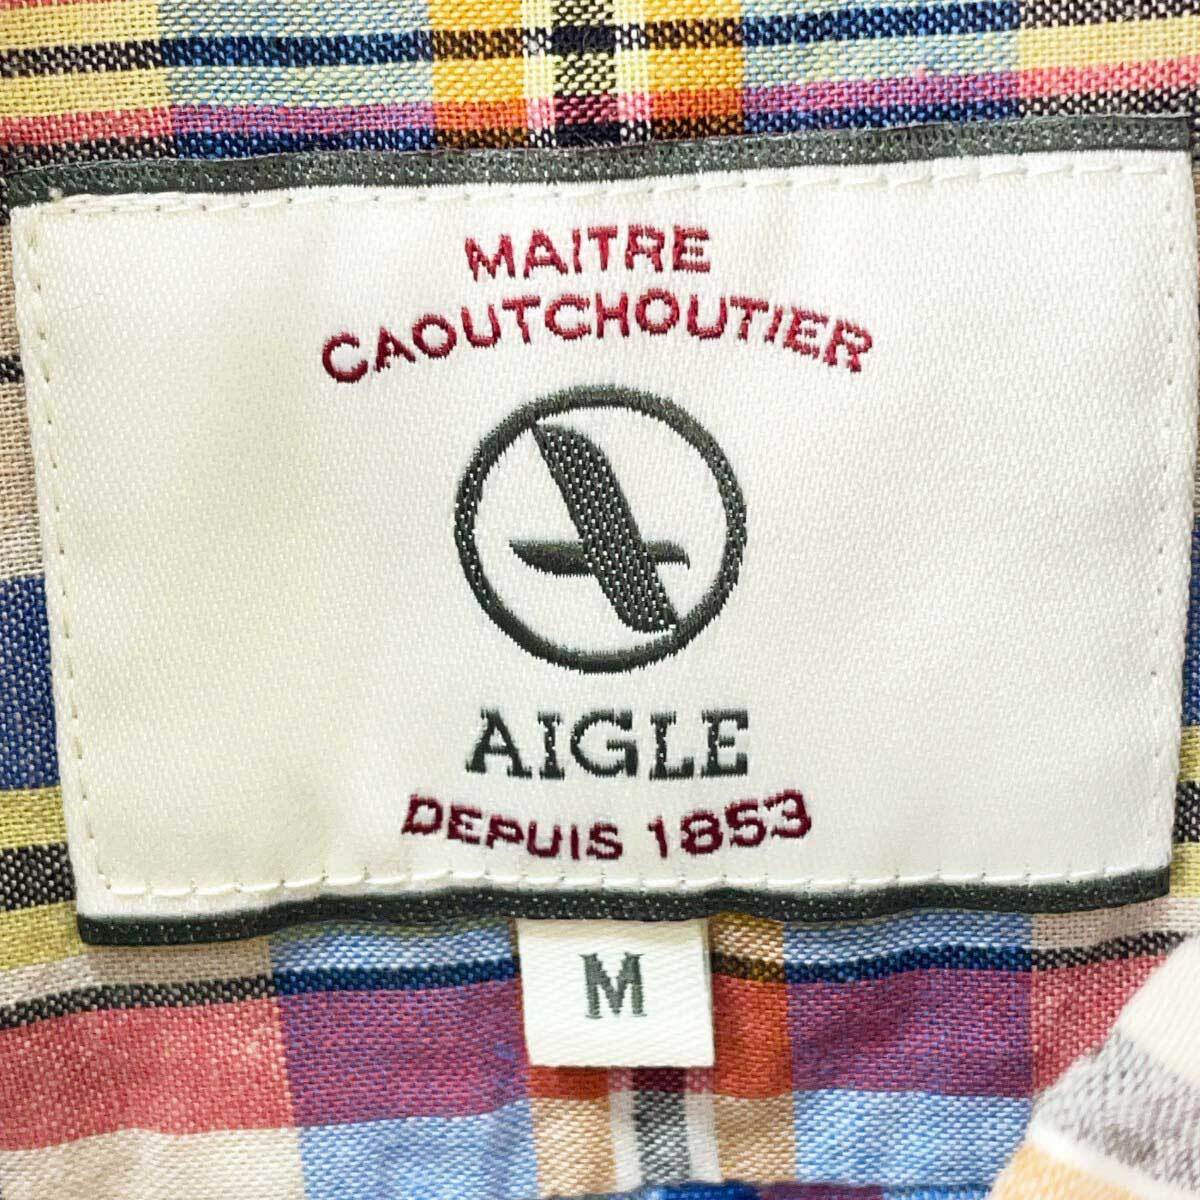 MAITRE
CAOUTCHOUTIER
AIGLE
DEPUIS 1853
M